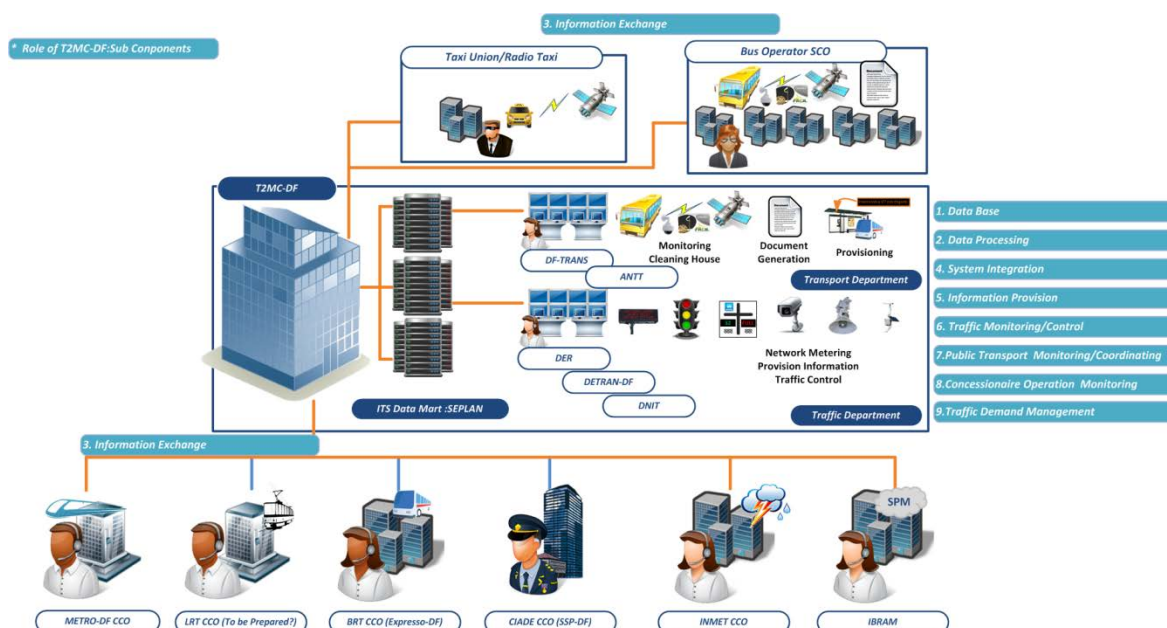 3. Information Exchange
* Role of T2MC-DF:Sub Conponents
Taxi Union/Radio Taxi
Bus Operator SCO
Document
T2MC-DF
Document
Monitoring
Cleaning House
Document
Generation
Provisioning
DF-TRANS
ANTT
Transport Department
DER
DETRAN-DF
DNIT
Network Metering
Provision Information
Traffic Control
ITS Data Mart :SEPLAN
Traffic Department
1. Data Base
2. Data Processing
4. System Integration
5. Information Provision
6. Traffic Monitoring/Control
7.Public Transport Monitoring/Coordinating
8.Concessionaire Operation Monitoring
9.Traffic Demand Management
3. Information Exchange
SPM
METRO-DF CCO
LRT CCO (To be Prepared?)
BRT CCO (Expresso-DF)
CIADE CCO (SSP-DF)
INMET CCO
IBRAM